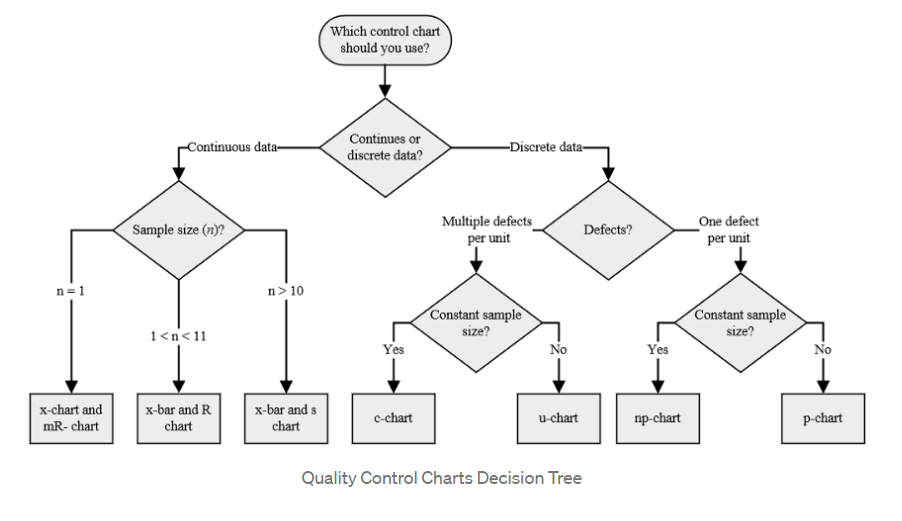 Which control chart
should you use?
Continues or
discrete data?
Continuous data
Discrete data
Sample size (n)?
Multiple defects
per unit
Defects?
One defect
per unit
n = 1
n > 10
1 < n < 11
Constant sample
size?
Constant sample
size?
Yes
No
Yes
No
x-chart and
mR- chart
x-bar and R
chart
x-bar and s
chart
c-chart
u-chart
np-chart
p-chart
Quality Control Charts Decision Tree